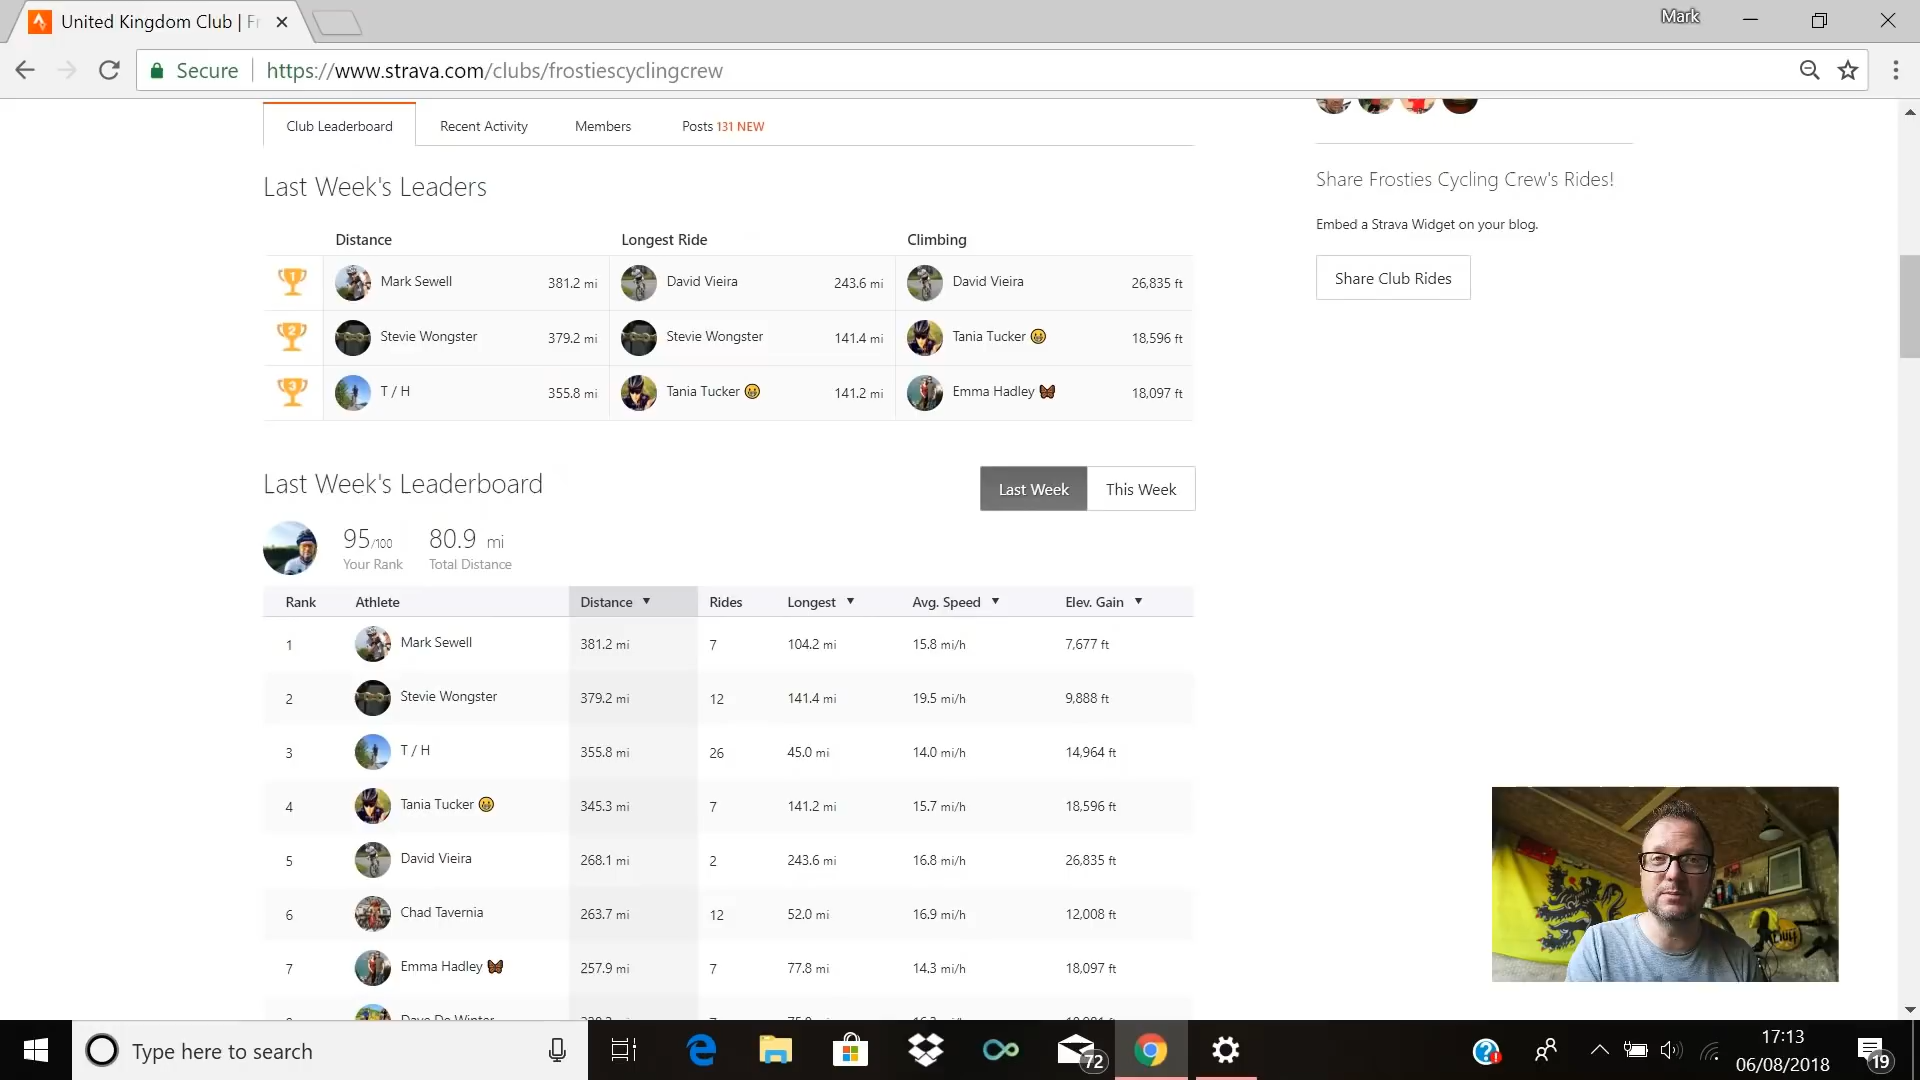 United Kingdom Club | Fr
Mark
Secure
https://www.strava.com/clubs/frostiescyclingcrew
Club Leaderboard
Recent Activity
Members
Posts 131 NEW
Last Week's Leaders
Distance
Longest Ride
Climbing
1
Mark Sewell
381.2 mi
David Vieira
243.6 mi
David Vieira
26,835 ft
2
Stevie Wongster
379.2 mi
Stevie Wongster
141.4 mi
Tania Tucker
18,596 ft
3
T / H
355.8 mi
Tania Tucker
141.2 mi
Emma Hadley
18,097 ft
Share Frosties Cycling Crew's Rides!
Embed a Strava Widget on your blog.
Share Club Rides
Last Week's Leaderboard
Last Week
This Week
95/100
80.9 mi
Your Rank
Total Distance
Rank Athlete Distance Rides Longest Avg. Speed Elev. Gain
1 Mark Sewell 381.2 mi 7 104.2 mi 15.8 mi/h 7,677 ft
2 Stevie Wongster 379.2 mi 12 141.4 mi 19.5 mi/h 9,888 ft
3 T / H 355.8 mi 26 45.0 mi 14.0 mi/h 14,964 ft
4 Tania Tucker 345.3 mi 7 141.2 mi 15.7 mi/h 18,596 ft
5 David Vieira 268.1 mi 2 243.6 mi 16.8 mi/h 26,835 ft
6 Chad Tavernia 263.7 mi 12 52.0 mi 16.9 mi/h 12,008 ft
7 Emma Hadley 257.9 mi 7 77.8 mi 14.3 mi/h 18,097 ft
Dave De Winter
Type here to search
72
17:13
06/08/2018
19